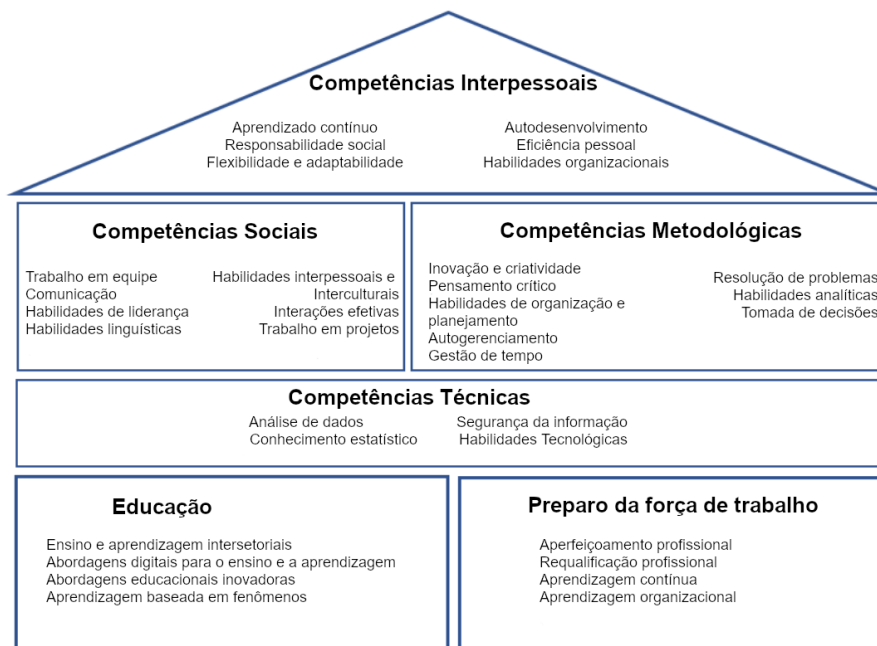 Competências Interpessoais
Aprendizado contínuo
Responsabilidade social
Flexibilidade e adaptabilidade
Autodesenvolvimento
Eficiência pessoal
Habilidades organizacionais
Competências Sociais
Trabalho em equipe
Comunicação
Habilidades de liderança
Habilidades linguísticas
Habilidades interpessoais e
Interculturais
Interações efetivas
Trabalho em projetos
Competências Metodológicas
Inovação e criatividade
Pensamento crítico
Habilidades de organização e
planejamento
Autogerenciamento
Gestão de tempo
Resolução de problemas
Habilidades analíticas
Tomada de decisões
Competências Técnicas
Análise de dados
Conhecimento estatístico
Segurança da informação
Habilidades Tecnológicas
Educação
Ensino e aprendizagem intersetoriais
Abordagens digitais para o ensino e a aprendizagem
Abordagens educacionais inovadoras
Aprendizagem baseada em fenômenos
Preparo da força de trabalho
Aperfeiçoamento profissional
Requalificação profissional
Aprendizagem contínua
Aprendizagem organizacional